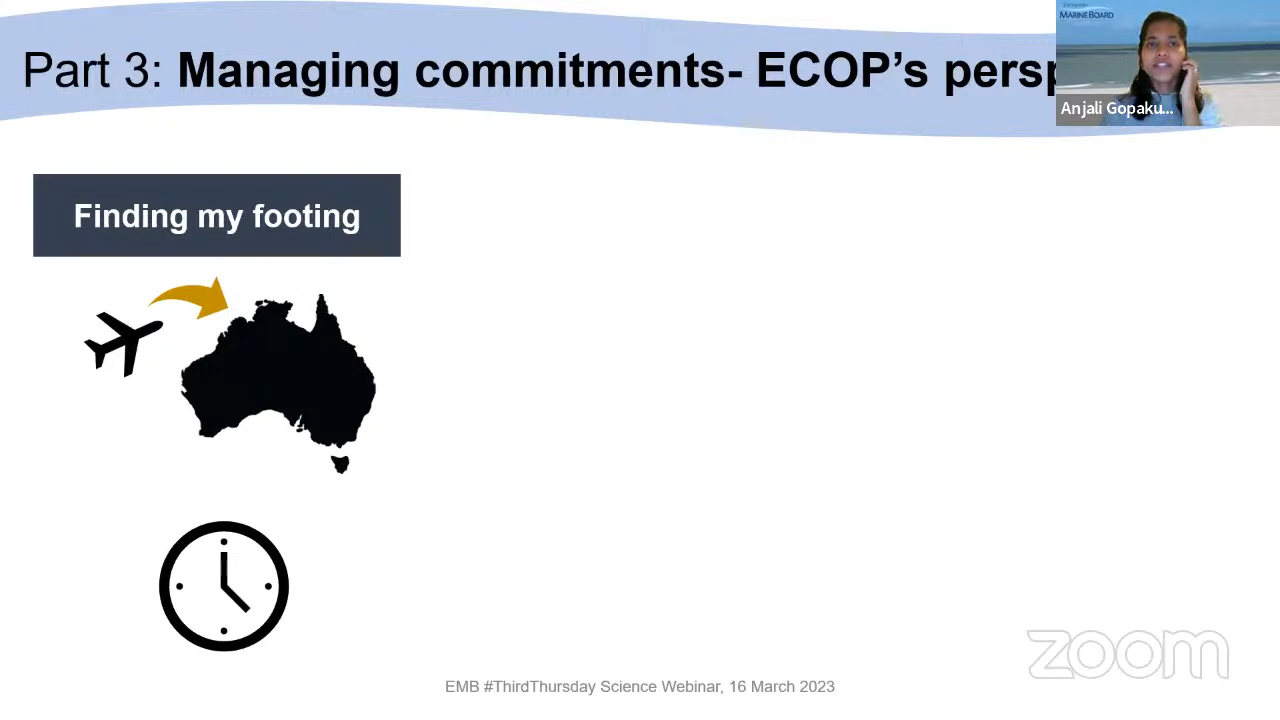 Part 3: Managing commitments- ECOP's persp
MARINE BOARD
Anjali Gopaku...
Finding my footing
zoom
EMB #ThirdThursday Science Webinar, 16 March 2023